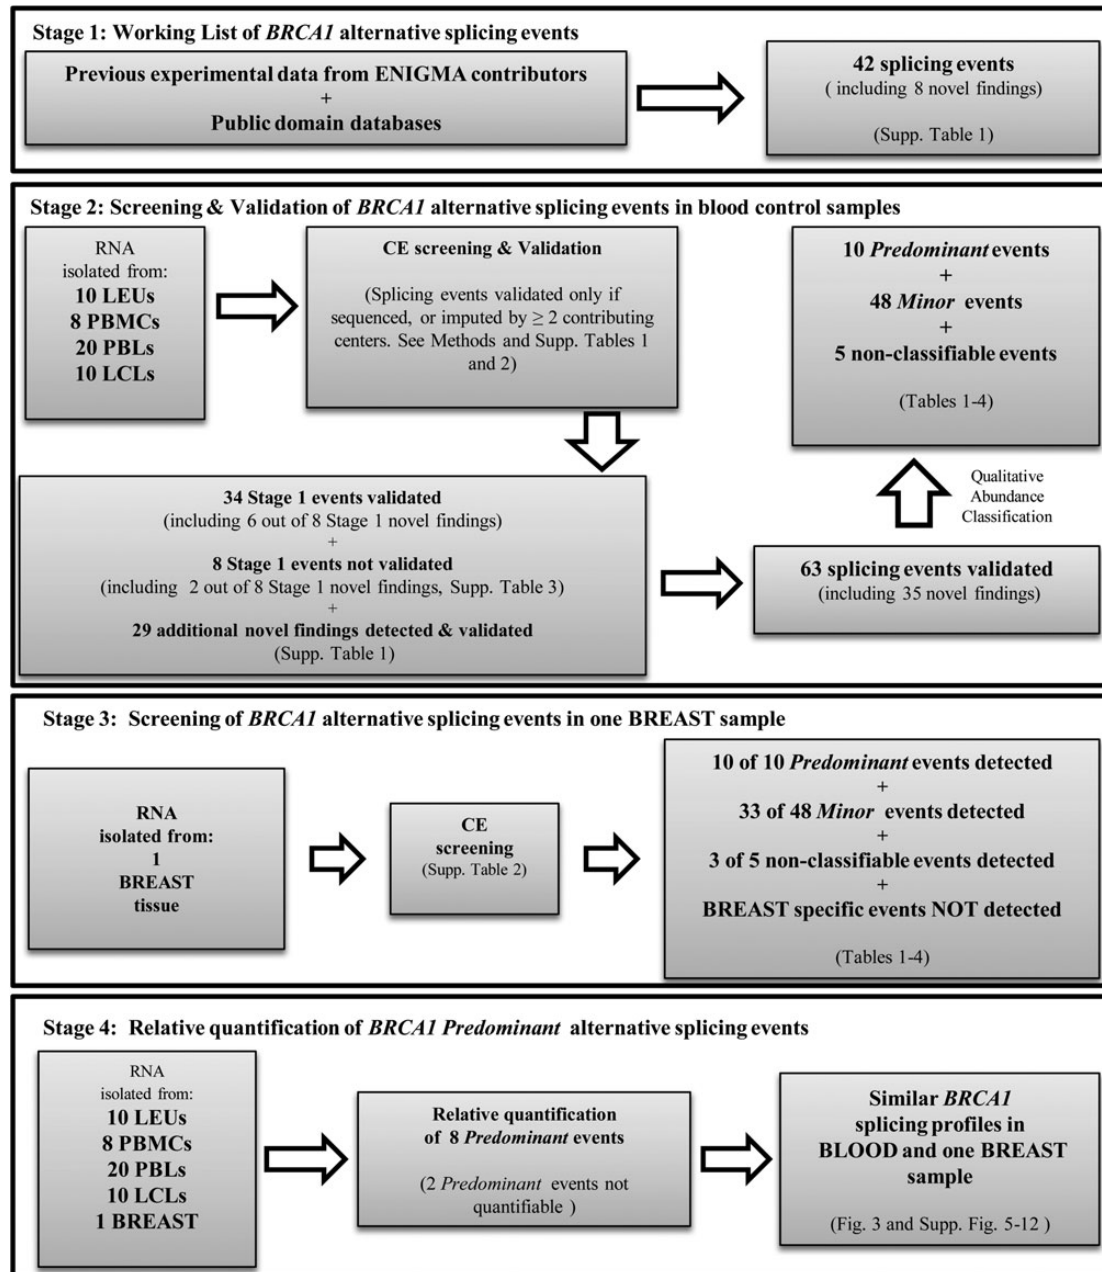 Stage 1: Working List of BRCA1 alternative splicing events
Previous experimental data from ENIGMA contributors
+
Public domain databases
42 splicing events
( including 8 novel findings)
(Supp. Table 1)
Stage 2: Screening & Validation of BRCA1 alternative splicing events in blood control samples
RNA
isolated from:
10 LEUs
8 PBMCs
20 PBLs
10 LCLs
CE screening & Validation
(Splicing events validated only if
sequenced, or imputed by ≥ 2 contributing
centers. See Methods and Supp. Tables 1
and 2)
34 Stage 1 events validated
(including 6 out of 8 Stage 1 novel findings)
+
8 Stage 1 events not validated
(including 2 out of 8 Stage 1 novel findings, Supp. Table 3)
+
29 additional novel findings detected & validated
(Supp. Table 1)
63 splicing events validated
(including 35 novel findings)
Qualitative
Abundance
Classification
10 Predominant events
+
48 Minor events
+
5 non-classifiable events
(Tables 1-4)
Stage 3: Screening of BRCA1 alternative splicing events in one BREAST sample
RNA
isolated from:
1
BREAST
tissue
CE
screening
(Supp. Table 2)
10 of 10 Predominant events detected
+
33 of 48 Minor events detected
+
3 of 5 non-classifiable events detected
+
BREAST specific events NOT detected
(Tables 1-4)
Stage 4: Relative quantification of BRCA1 Predominant alternative splicing events
RNA
isolated from:
10 LEUs
8 PBMCs
20 PBLs
10 LCLs
1 BREAST
Relative quantification
of 8 Predominant events
(2 Predominant events not
quantifiable )
Similar BRCA1
splicing profiles in
BLOOD and one BREAST
sample
(Fig. 3 and Supp. Fig. 5-12 )